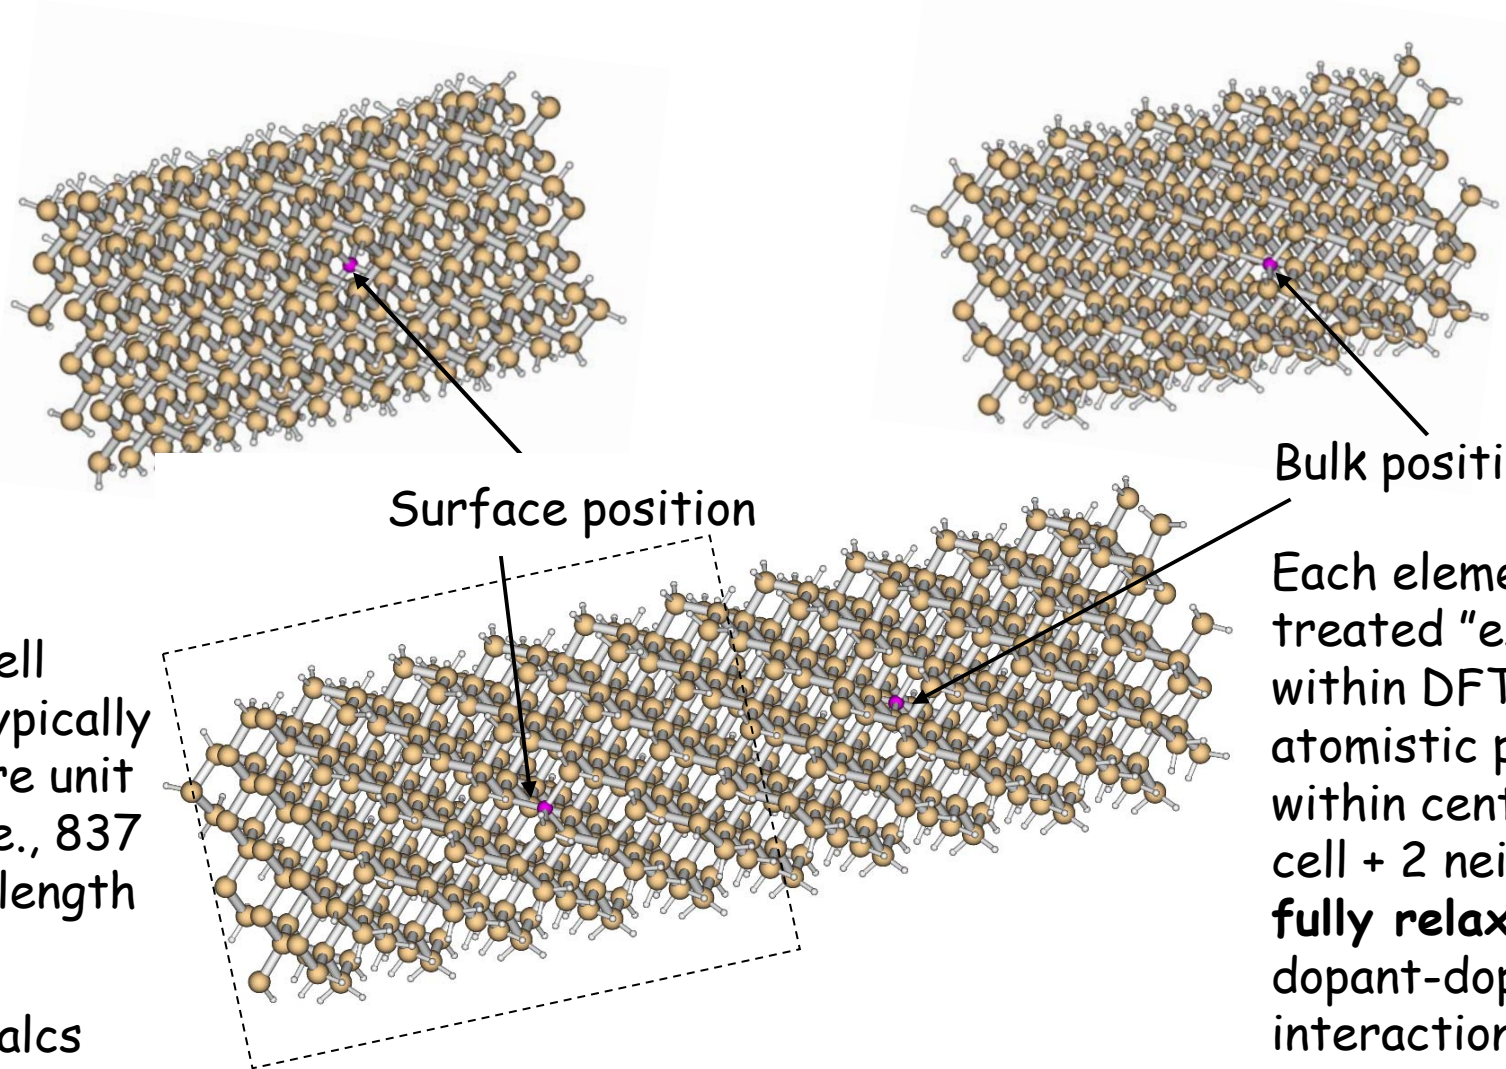 Surface position
Bulk positi
ell
ypically
re unit
e., 837
length
alcs
Each eleme
treated "e
within DFT
atomistic p
within cent
cell + 2 nei
fully relax
dopant-dop
interaction